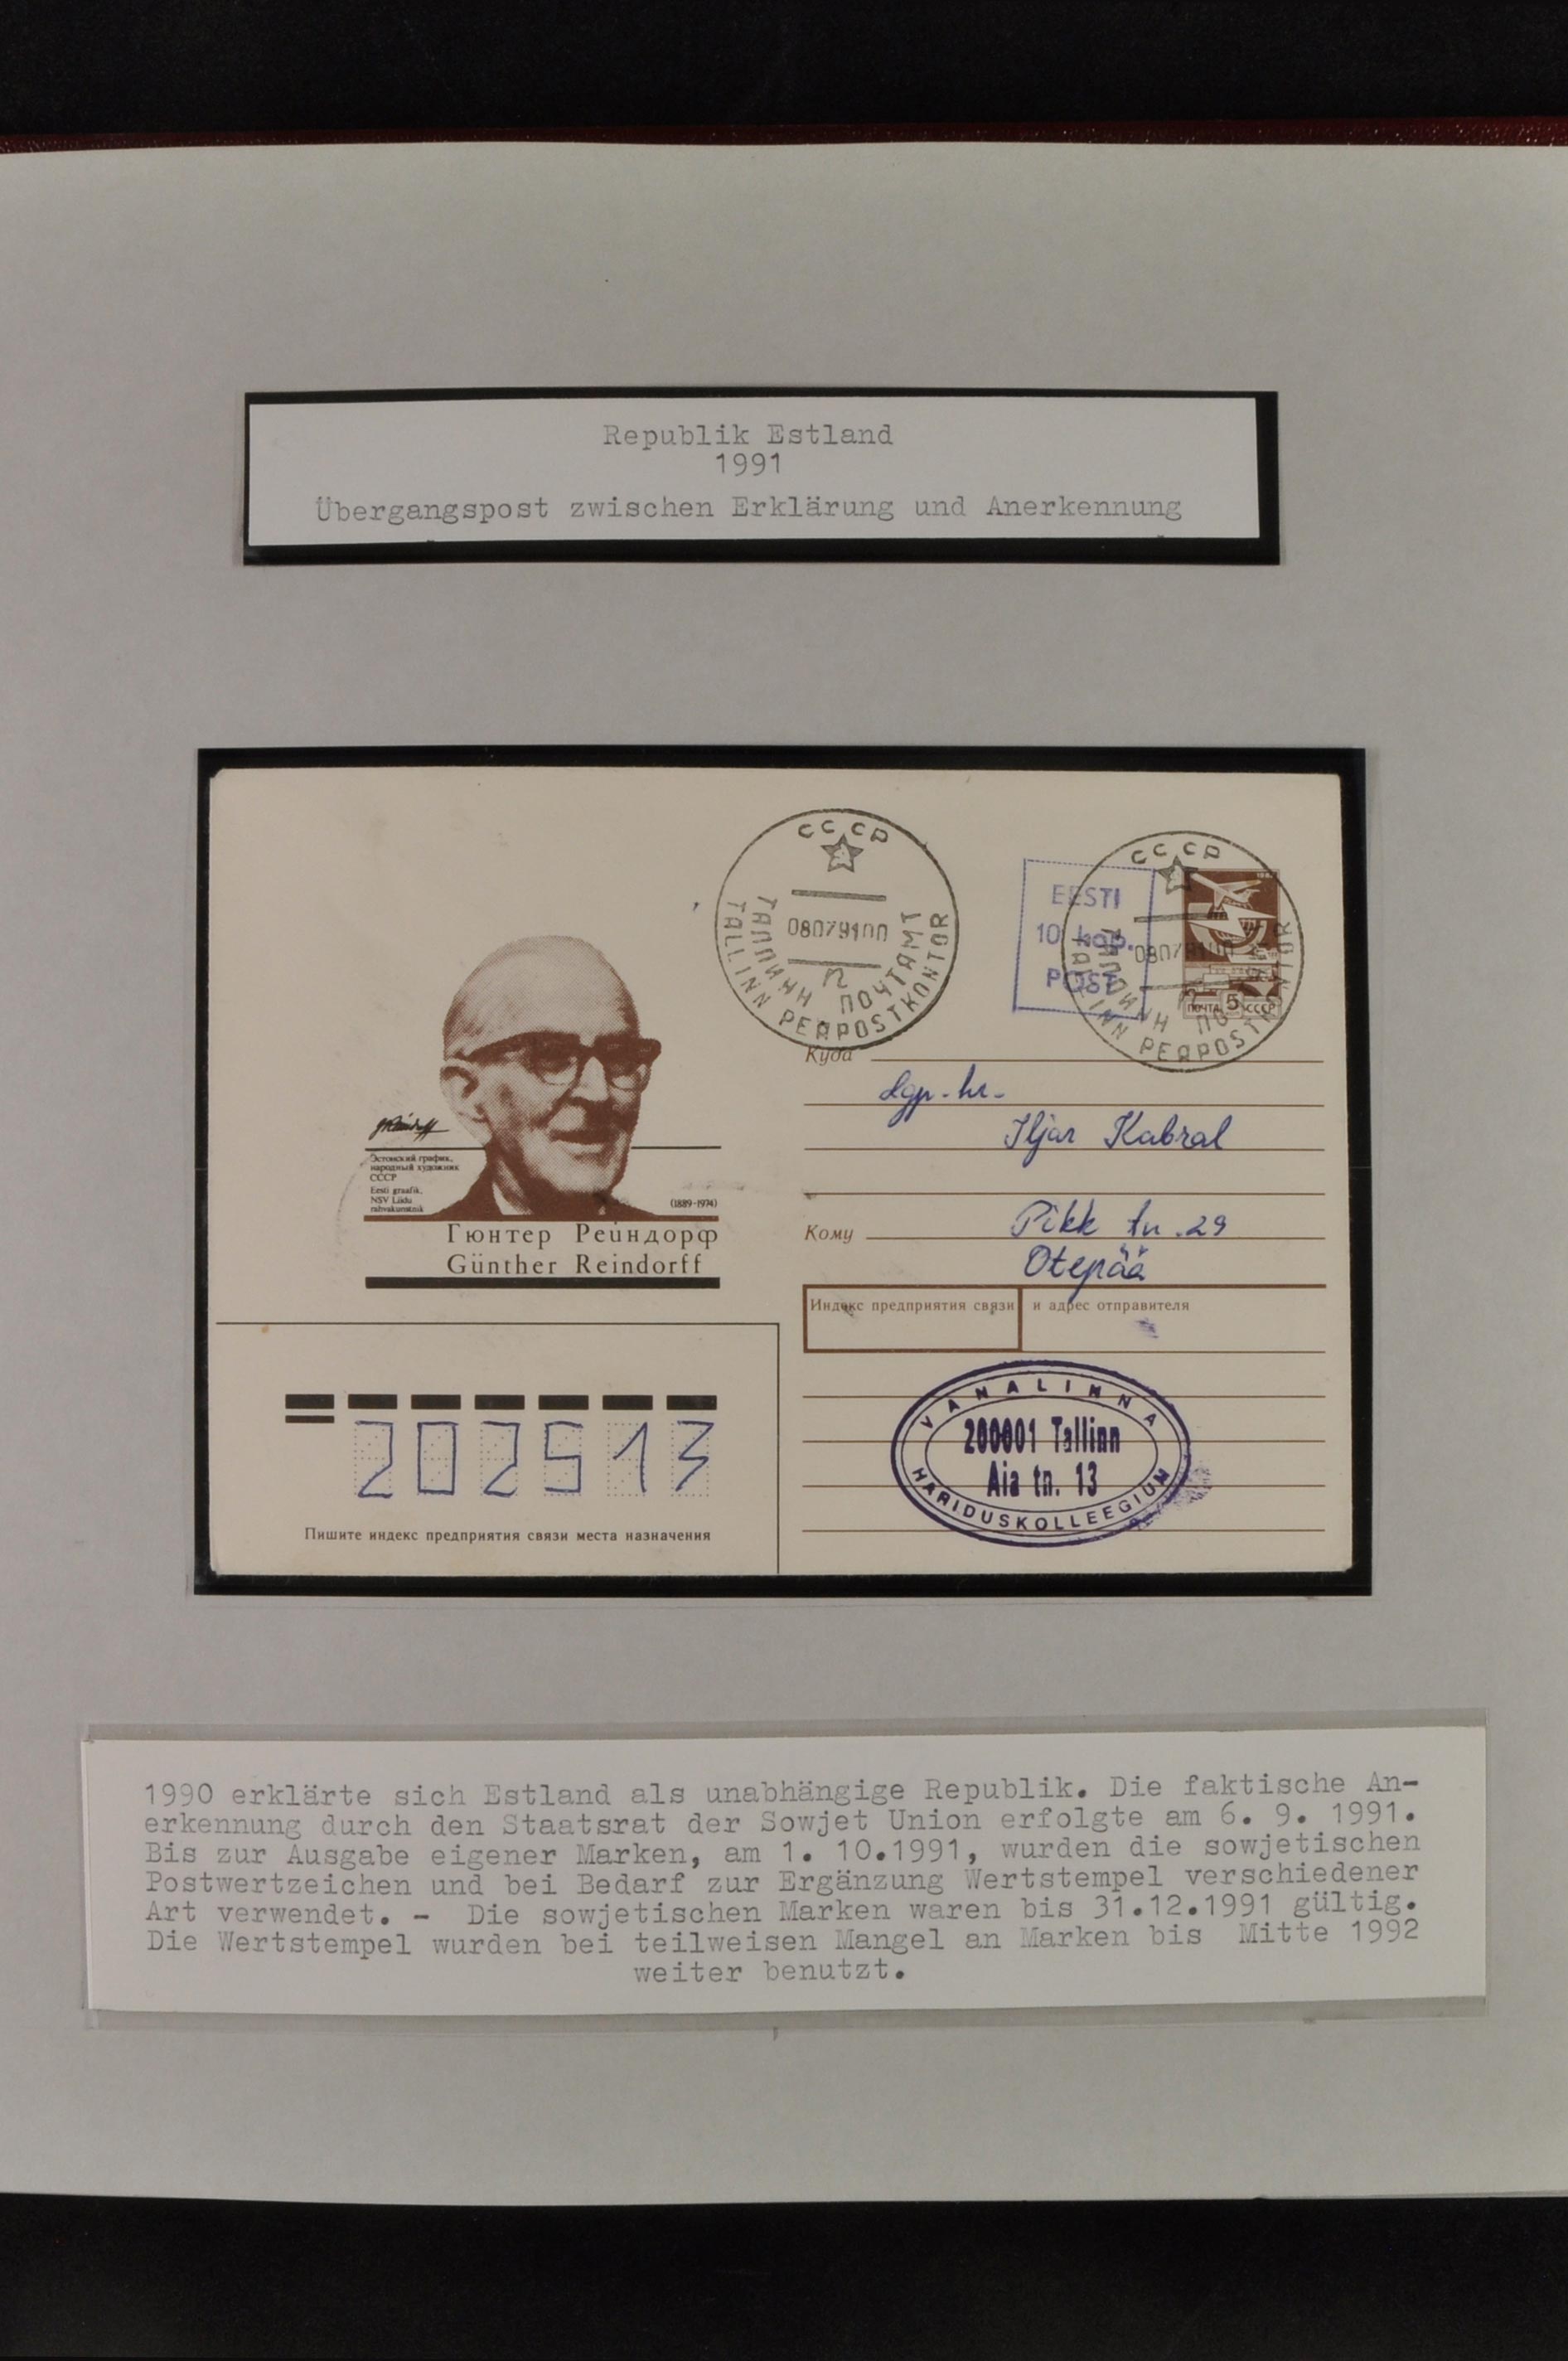 Republik Estland
1991
Übergangspost zwischen Erklärung und Anerkennung
СССР
08079100
ТАЛЛИНН ПОЧТАМТ
TALLINN PEAPOSTKONTOR
EESTI
10 kop.
POST
СССР
TALLINN PEAPOSTKONTOR
ПОЧТА 5 СССР
Куда
Lgp. hr.
Iljar Kabral
Кому
Pikk tn. 29
Otepää
Индекс предприятия связи и адрес отправителя
Эстонский график,
народный художник
СССР
Eesti graafik,
NSV Liidu
rahvakunstnik
(1889-1974)
Гюнтер Рейндорф
Günther Reindorff
202513
Пишите индекс предприятия связи места назначения
VANALINNA
200001 Tallinn
Aia tn. 13
HARIDUSKOLLEEGIUM
1990 erklärte sich Estland als unabhängige Republik. Die faktische An-
erkennung durch den Staatsrat der Sowjet Union erfolgte am 6. 9. 1991.
Bis zur Ausgabe eigener Marken, am 1. 10.1991, wurden die sowjetischen
Postwertzeichen und bei Bedarf zur Ergänzung Wertstempel verschiedener
Art verwendet. - Die sowjetischen Marken waren bis 31.12.1991 gültig.
Die Wertstempel wurden bei teilweisen Mangel an Marken bis Mitte 1992
weiter benutzt.